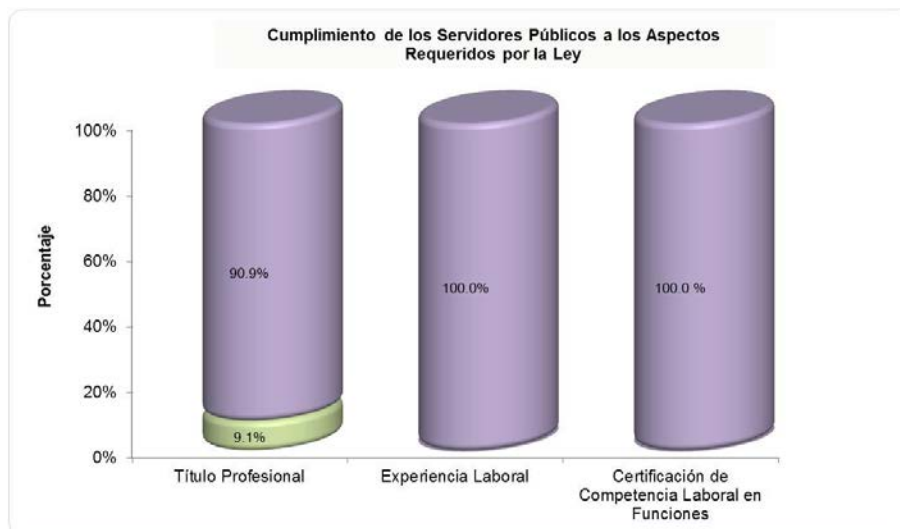 Cumplimiento de los Servidores Públicos a los Aspectos
Requeridos por la Ley
Porcentaje
100%
80%
60%
40%
20%
0%
90.9%
9.1%
100.0%
100.0 %
Título Profesional
Experiencia Laboral
Certificación de
Competencia Laboral en
Funciones